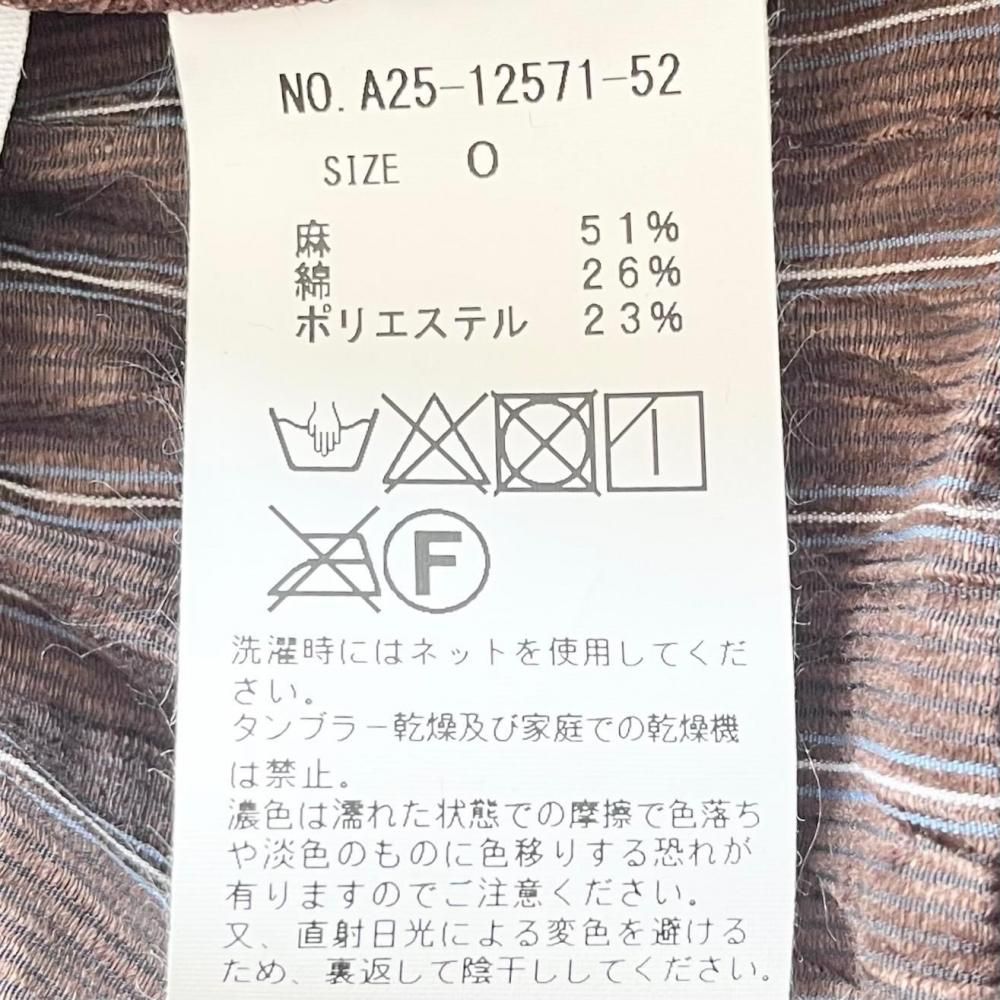 NO. A25-12571-52
SIZE O
麻 51%
綿 26%
ポリエステル 23%
F
洗濯時にはネットを使用してくだ
さい。
タンブラー乾燥及び家庭での乾燥機
は禁止。
濃色は濡れた状態での摩擦で色落ち
や淡色のものに色移りする恐れが
有りますのでご注意ください。
又、直射日光による変色を避ける
ため、裏返して陰干ししてください。